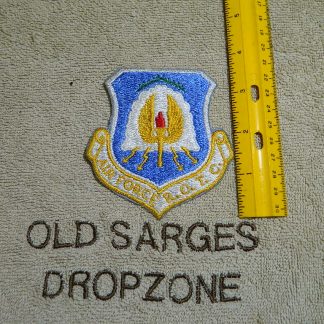 AIR FORCE R.O.T.C.
OLD SARGES
DROPZONE